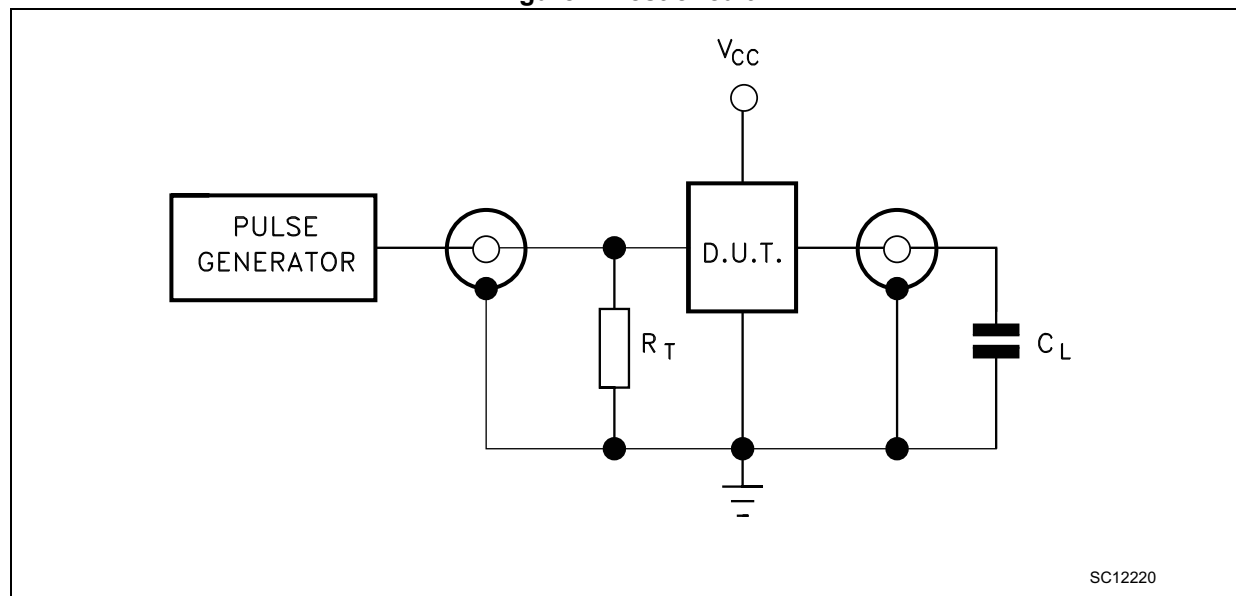 V_CC
PULSE
GENERATOR
D.U.T.
R_T
C_L
SC12220